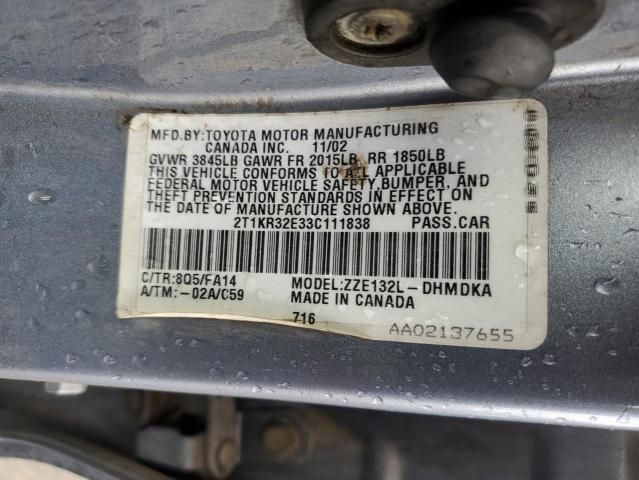 MFD.BY:TOYOTA MOTOR MANUFACTURING
CANADA INC. 11/02
GVWR 3845LB GAWR FR 2015LB RR 1850LB
THIS VEHICLE CONFORMS TO ALL APPLICABLE
FEDERAL MOTOR VEHICLE SAFETY,BUMPER, AND
THEFT PREVENTION STANDARDS IN EFFECT ON
THE DATE OF MANUFACTURE SHOWN ABOVE.
2T1KR32E33C111838 PASS.CAR
C/TR:8Q5/FA14 MODEL:ZZE132L-DHMDKA
A/TM:-02A/C59 MADE IN CANADA
716
AA02137655